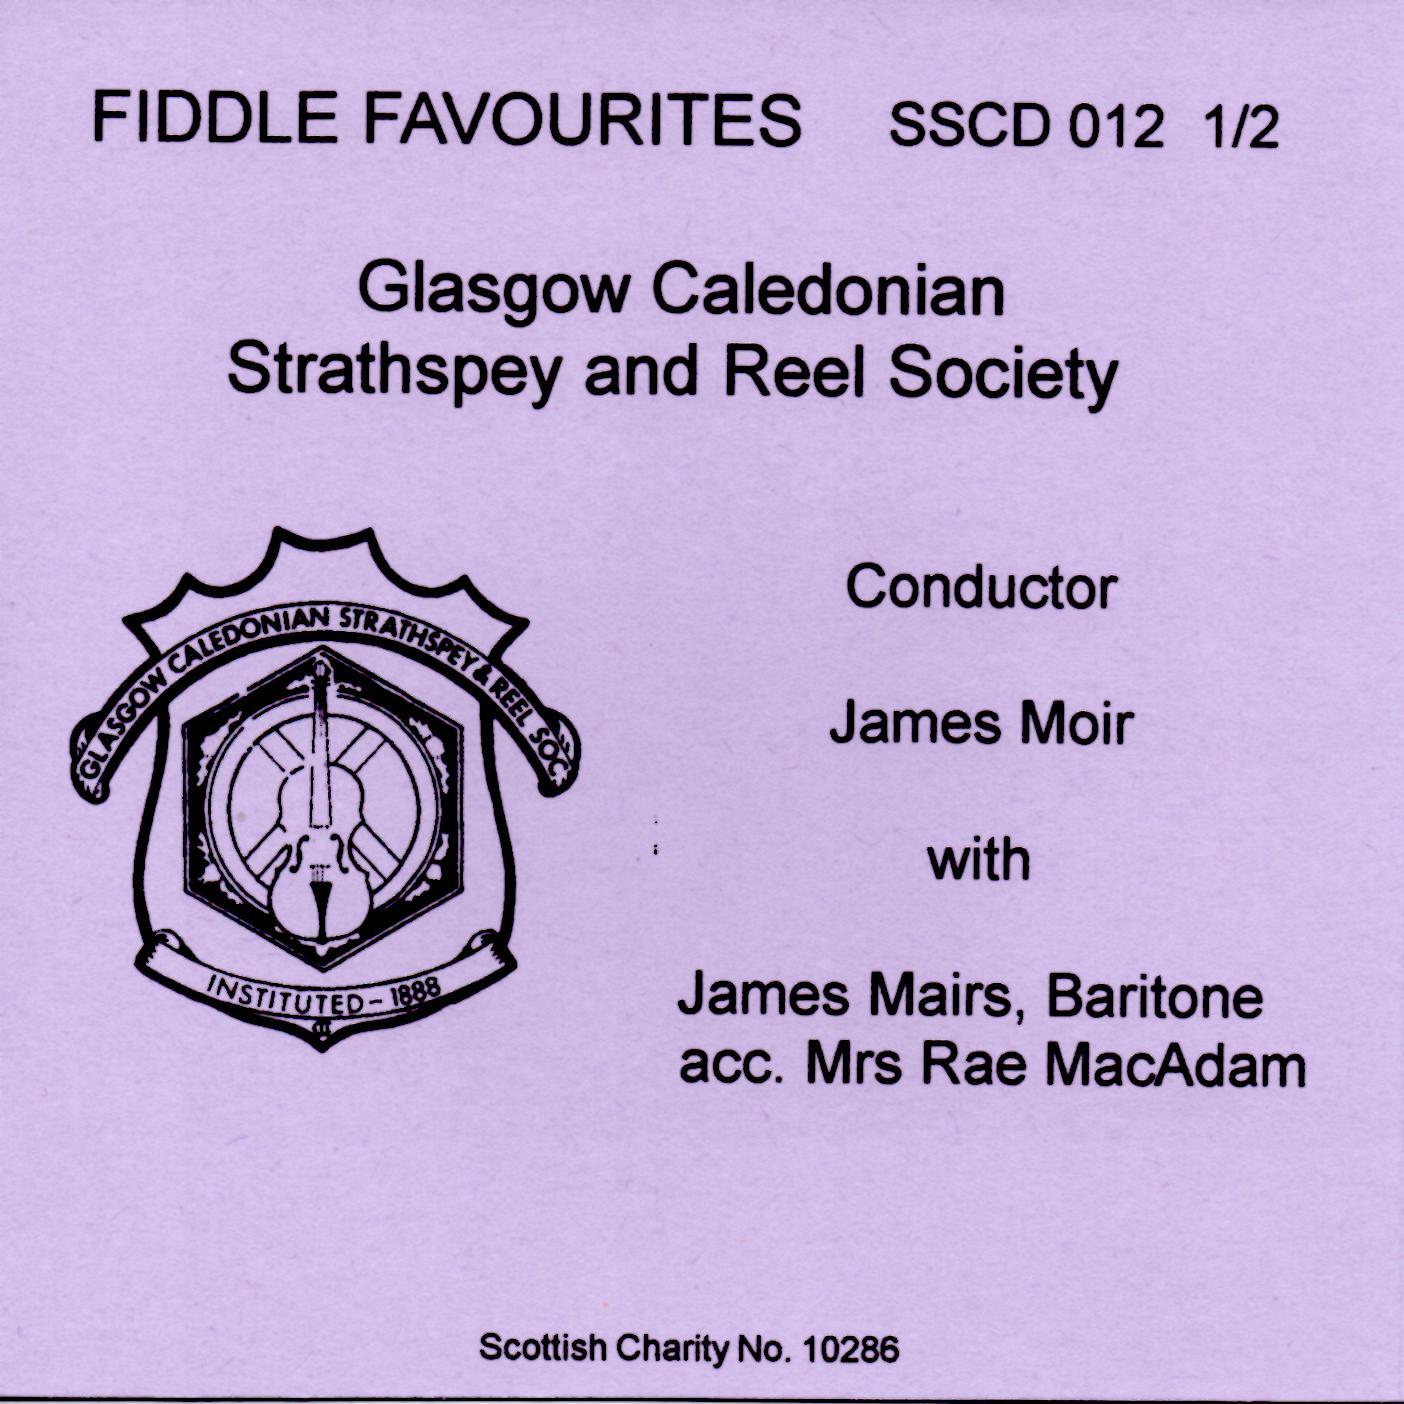 FIDDLE FAVOURITES SSCD 012 1/2
Glasgow Caledonian
Strathspey and Reel Society
GLASGOW CALEDONIAN STRATHSPEY & REEL SOC
INSTITUTED - 1888
Conductor
James Moir
with
James Mairs, Baritone
acc. Mrs Rae MacAdam
Scottish Charity No. 10286